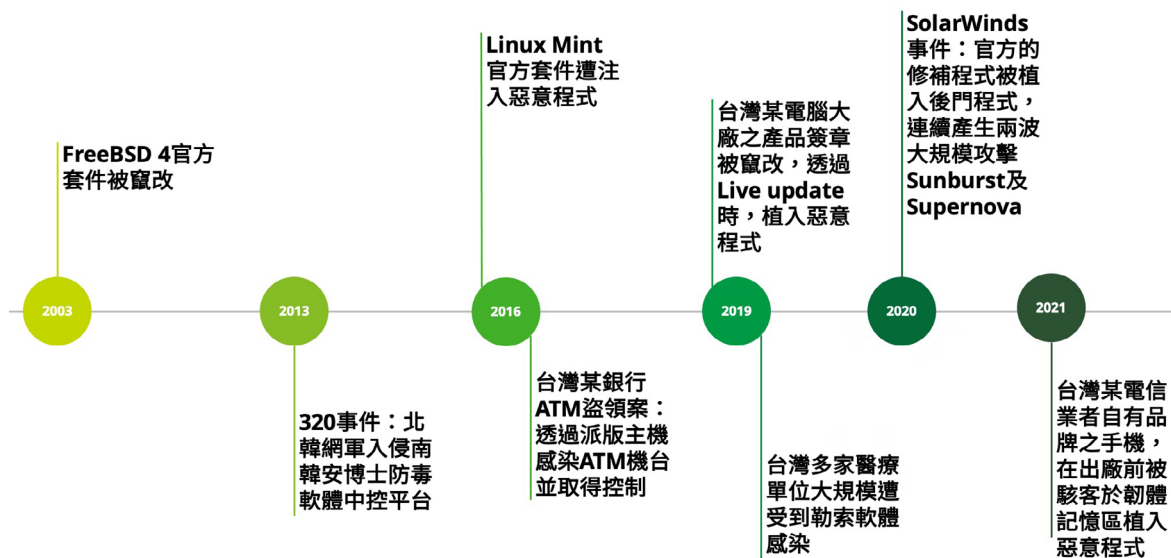 FreeBSD 4官方
套件被竄改
Linux Mint
官方套件遭注
入惡意程式
台灣某電腦大
廠之產品簽章
被竄改，透過
Live update
時，植入惡意
程式
SolarWinds
事件：官方的
修補程式被植
入後門程式，
連續產生兩波
大規模攻擊
Sunburst及
Supernova
2003
2013
2016
2019
2020
2021
320事件：北
韓網軍入侵南
韓安博士防毒
軟體中控平台
台灣某銀行
ATM盜領案：
透過派版主機
感染ATM機台
並取得控制
台灣多家醫療
單位大規模遭
受到勒索軟體
感染
台灣某電信
業者自有品
牌之手機，
在出廠前被
駭客於韌體
記憶區植入
惡意程式